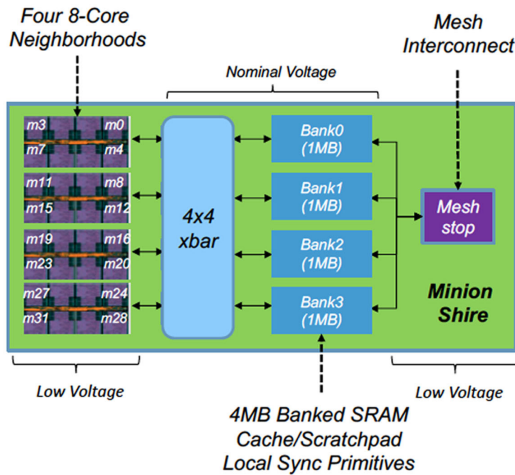 Four 8-Core
Neighborhoods
Mesh
Interconnect
Nominal Voltage
m3 m0
m7 m4
m11 m8
m15 m12
m19 m16
m23 m20
m27 m24
m31 m28
4x4
xbar
Bank0
(1MB)
Bank1
(1MB)
Bank2
(1MB)
Bank3
(1MB)
Mesh
stop
Minion
Shire
Low Voltage
Low Voltage
4MB Banked SRAM
Cache/Scratchpad
Local Sync Primitives